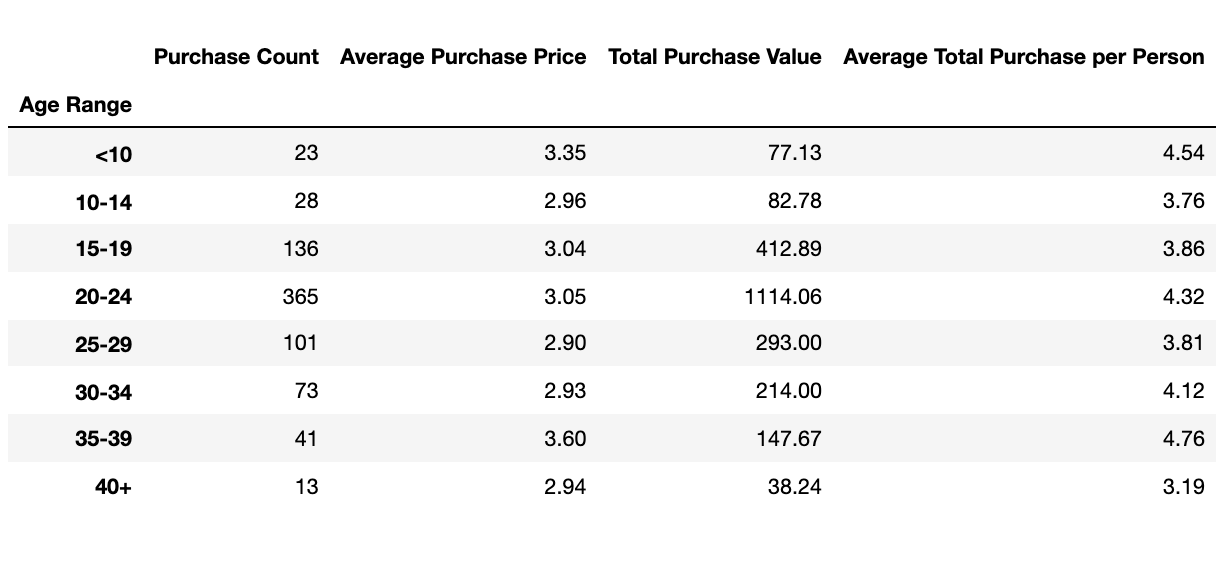 Purchase Count Average Purchase Price Total Purchase Value Average Total Purchase per Person
Age Range
<10 23 3.35 77.13 4.54
10-14 28 2.96 82.78 3.76
15-19 136 3.04 412.89 3.86
20-24 365 3.05 1114.06 4.32
25-29 101 2.90 293.00 3.81
30-34 73 2.93 214.00 4.12
35-39 41 3.60 147.67 4.76
40+ 13 2.94 38.24 3.19